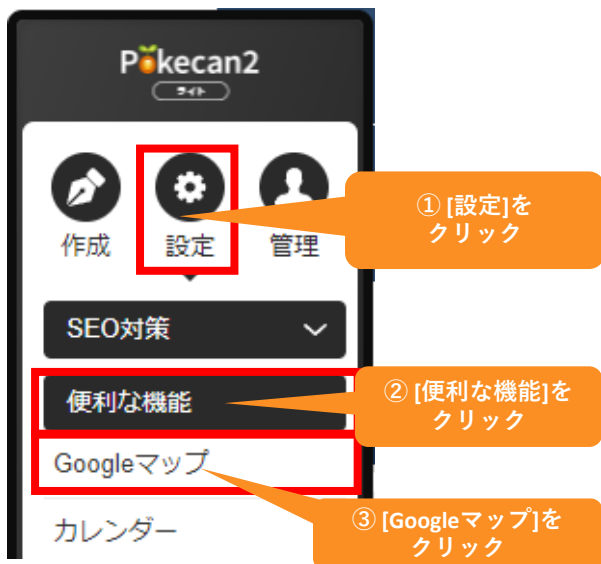 Pokecan2
ライト
作成
設定
管理
① [設定]を
クリック
SEO対策
便利な機能
② [便利な機能]を
クリック
Googleマップ
カレンダー
③ [Googleマップ]を
クリック